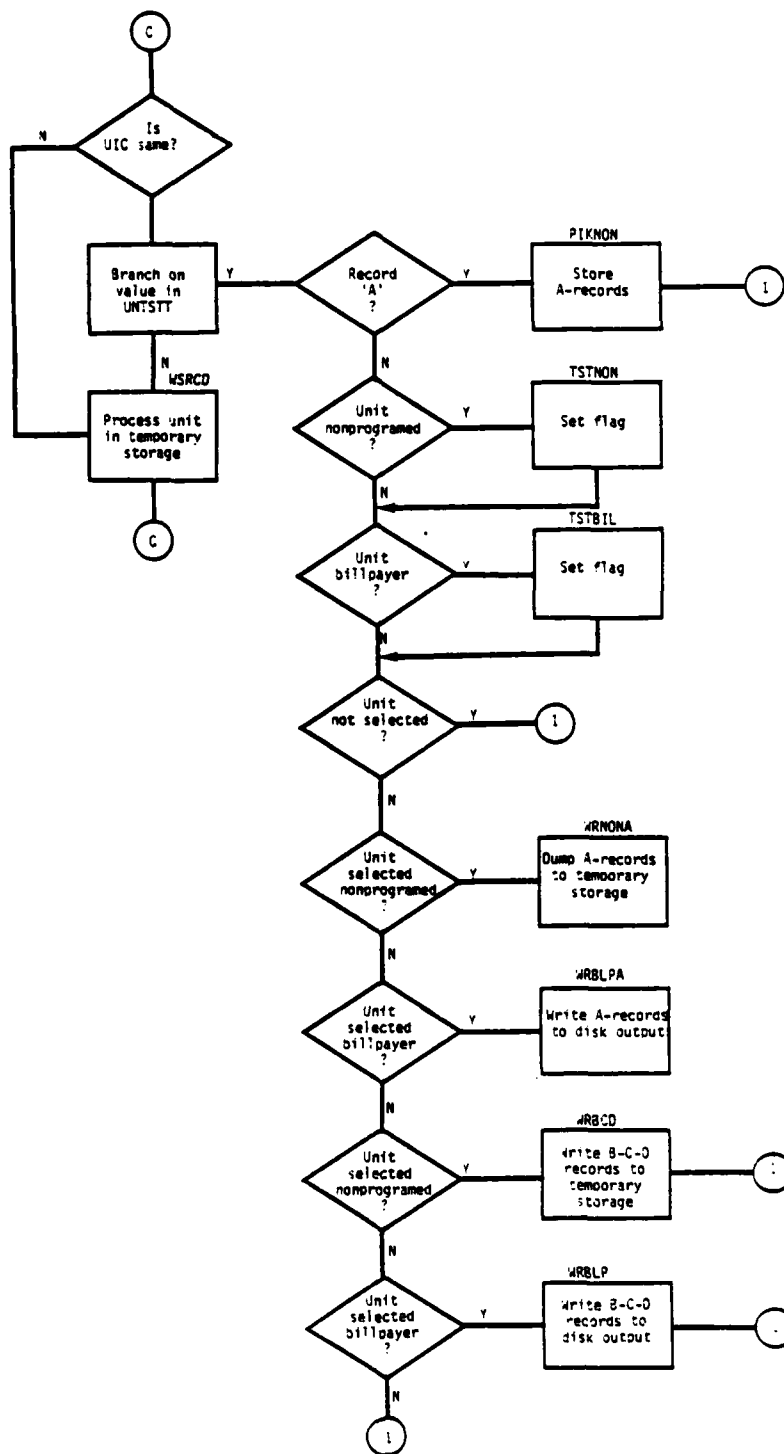 C
Is
UIC same?
N
Branch on
value in
UNTSTT
Y
N
WSRCD
Process unit
in temporary
storage
C
Record
'A'
?
Y
PIKNON
Store
A-records
1
N
Unit
nonprogramed
?
Y
TSTNON
Set flag
N
Unit
billpayer
?
Y
TSTBIL
Set flag
N
Unit
not selected
?
Y
1
N
Unit
selected
nonprogramed
?
Y
WRNONA
Dump A-records
to temporary
storage
N
Unit
selected
billpayer
?
Y
WRBLPA
Write A-records
to disk output
N
Unit
selected
nonprogramed
?
Y
WRBCD
Write B-C-D
records to
temporary
storage
N
Unit
selected
billpayer
?
Y
WRBLP
Write B-C-D
records to
disk output
N
1